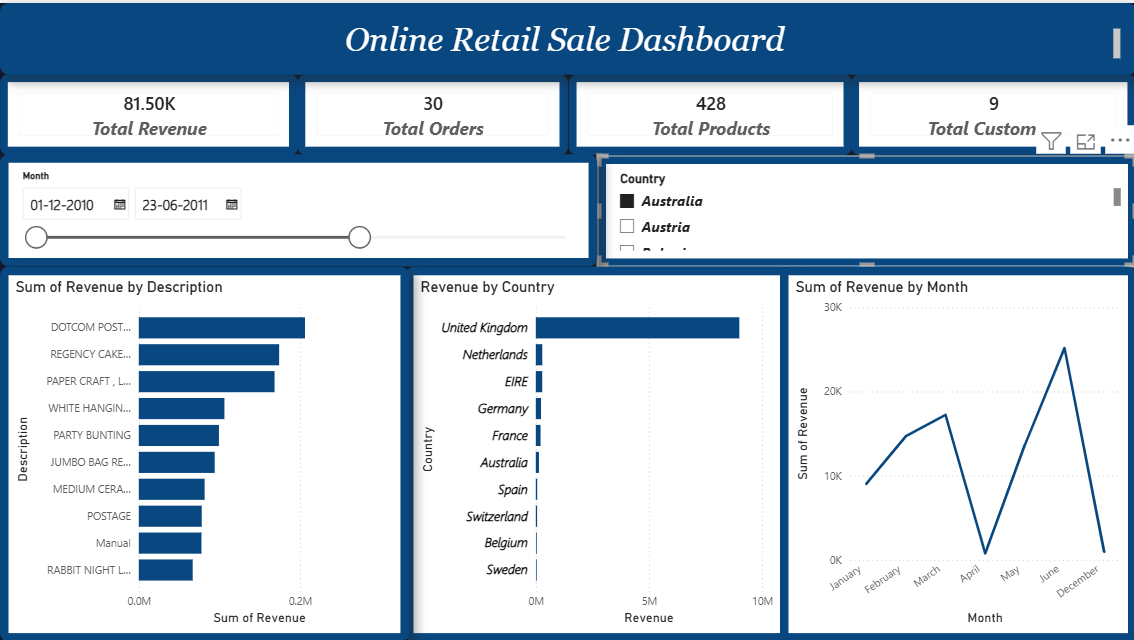 Online Retail Sale Dashboard
81.50K
Total Revenue
30
Total Orders
428
Total Products
9
Total Custom
Month
01-12-2010
23-06-2011
Country
Australia
Austria
Sum of Revenue by Description
Description
DOTCOM POST...
REGENCY CAKE...
PAPER CRAFT , L...
WHITE HANGIN...
PARTY BUNTING
JUMBO BAG RE...
MEDIUM CERA...
POSTAGE
Manual
RABBIT NIGHT L...
0.0M
0.2M
Sum of Revenue
Revenue by Country
Country
United Kingdom
Netherlands
EIRE
Germany
France
Australia
Spain
Switzerland
Belgium
Sweden
0M
5M
10M
Revenue
Sum of Revenue by Month
Sum of Revenue
30K
20K
10K
0K
January
February
March
April
May
June
December
Month